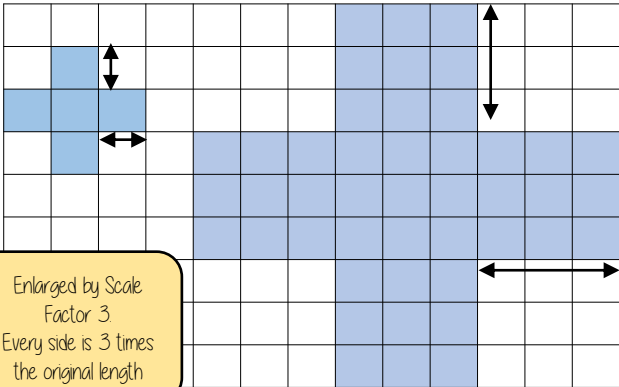 Enlarged by Scale
Factor 3.
Every side is 3 times
the original length